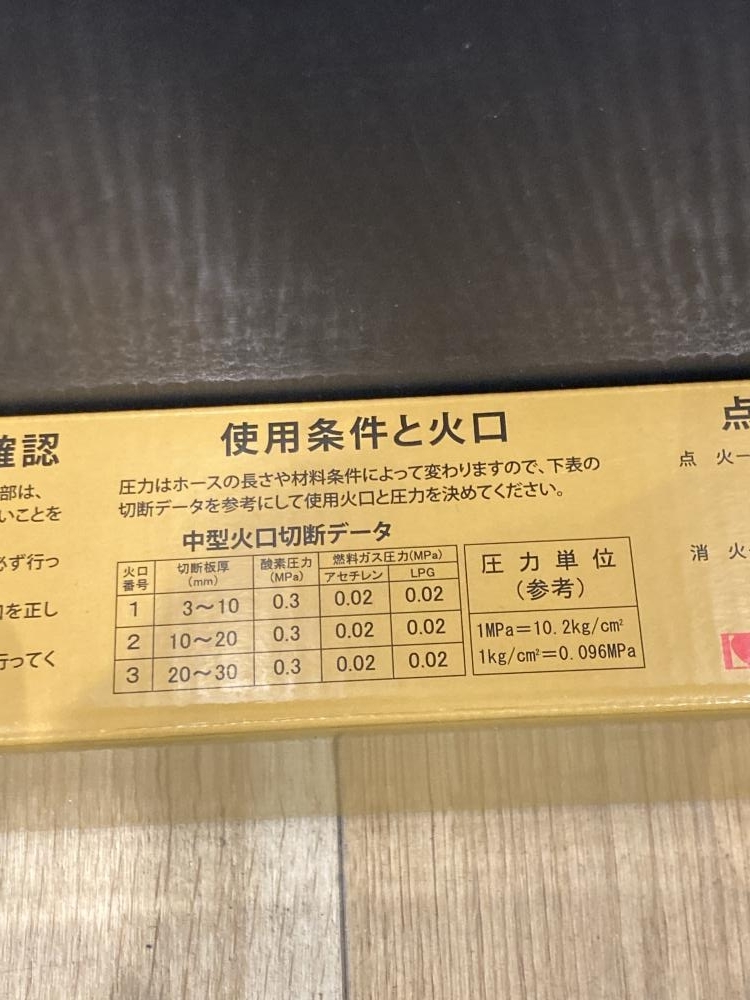 確認
部は、
いことを
必ず行っ
口を正し
行ってく
使用条件と火口
圧力はホースの長さや材料条件によって変わりますので、下表の
切断データを参考にして使用火口と圧力を決めてください。
中型火口切断データ
火口番号 切断板厚(mm) 酸素圧力(MPa) 燃料ガス圧力(MPa)
アセチレン LPG
1 3〜10 0.3 0.02 0.02
2 10〜20 0.3 0.02 0.02
3 20〜30 0.3 0.02 0.02
圧力単位
(参考)
1MPa=10.2kg/cm²
1kg/cm²=0.096MPa
点
点 火
消 火